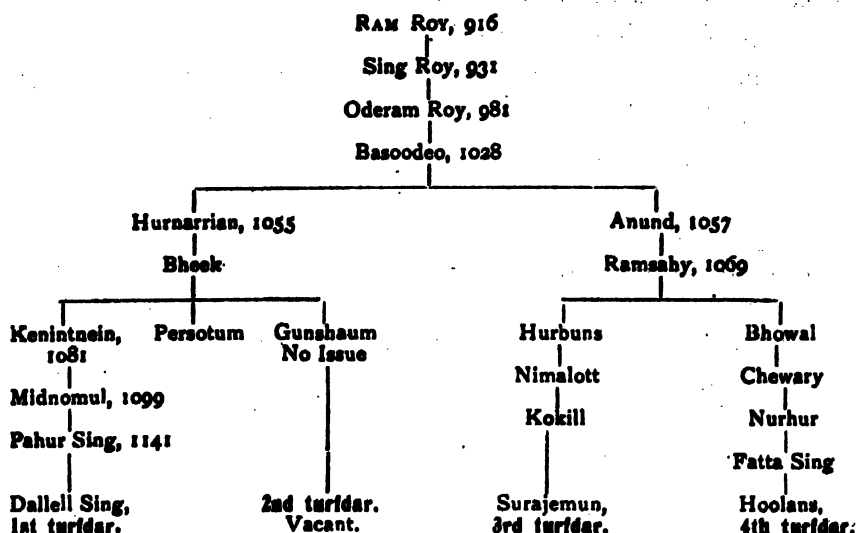 RAM ROY, 916
Sing Roy, 931
Oderam Roy, 981
Basoodeo, 1028
Hurnarrian, 1055 Anund, 1057
Bheek Ramsahy, 1069
Kenintnein, Persotum Gunshaum Hurbuns Bhowal
1081 No Issue
Nimalott Chewary
Midnomul, 1099
Kokill Nurhur
Pahur Sing, 1141
Fatta Sing
Dallell Sing, 2nd turfdar. Surajemun, Hoolans,
1st turfdar. Vacant. 3rd turfdar. 4th turfdar.